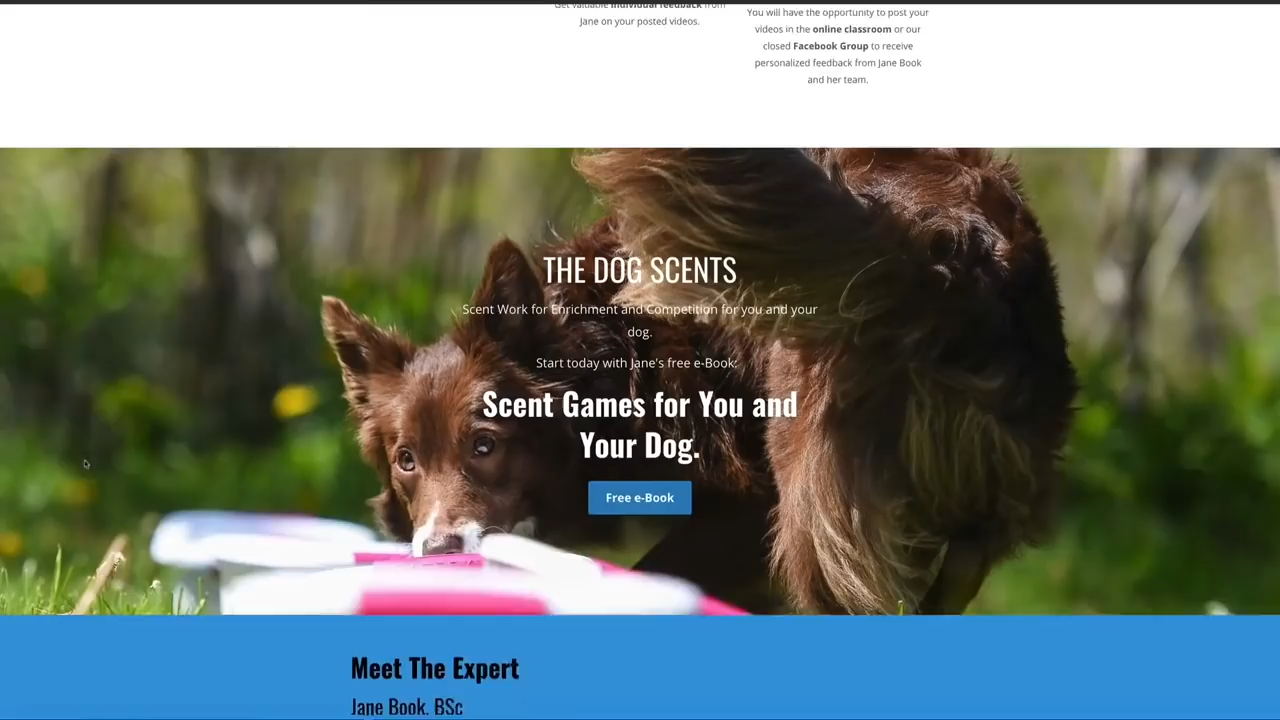 Get valuable individual feedback from
Jane on your posted videos.
You will have the opportunity to post your
videos in the online classroom or our
closed Facebook Group to receive
personalized feedback from Jane Book
and her team.
THE DOG SCENTS
Scent Work for Enrichment and Competition for you and your
dog.
Start today with Jane's free e-Book:
Scent Games for You and
Your Dog.
Free e-Book
Meet The Expert
Jane Book, BSc